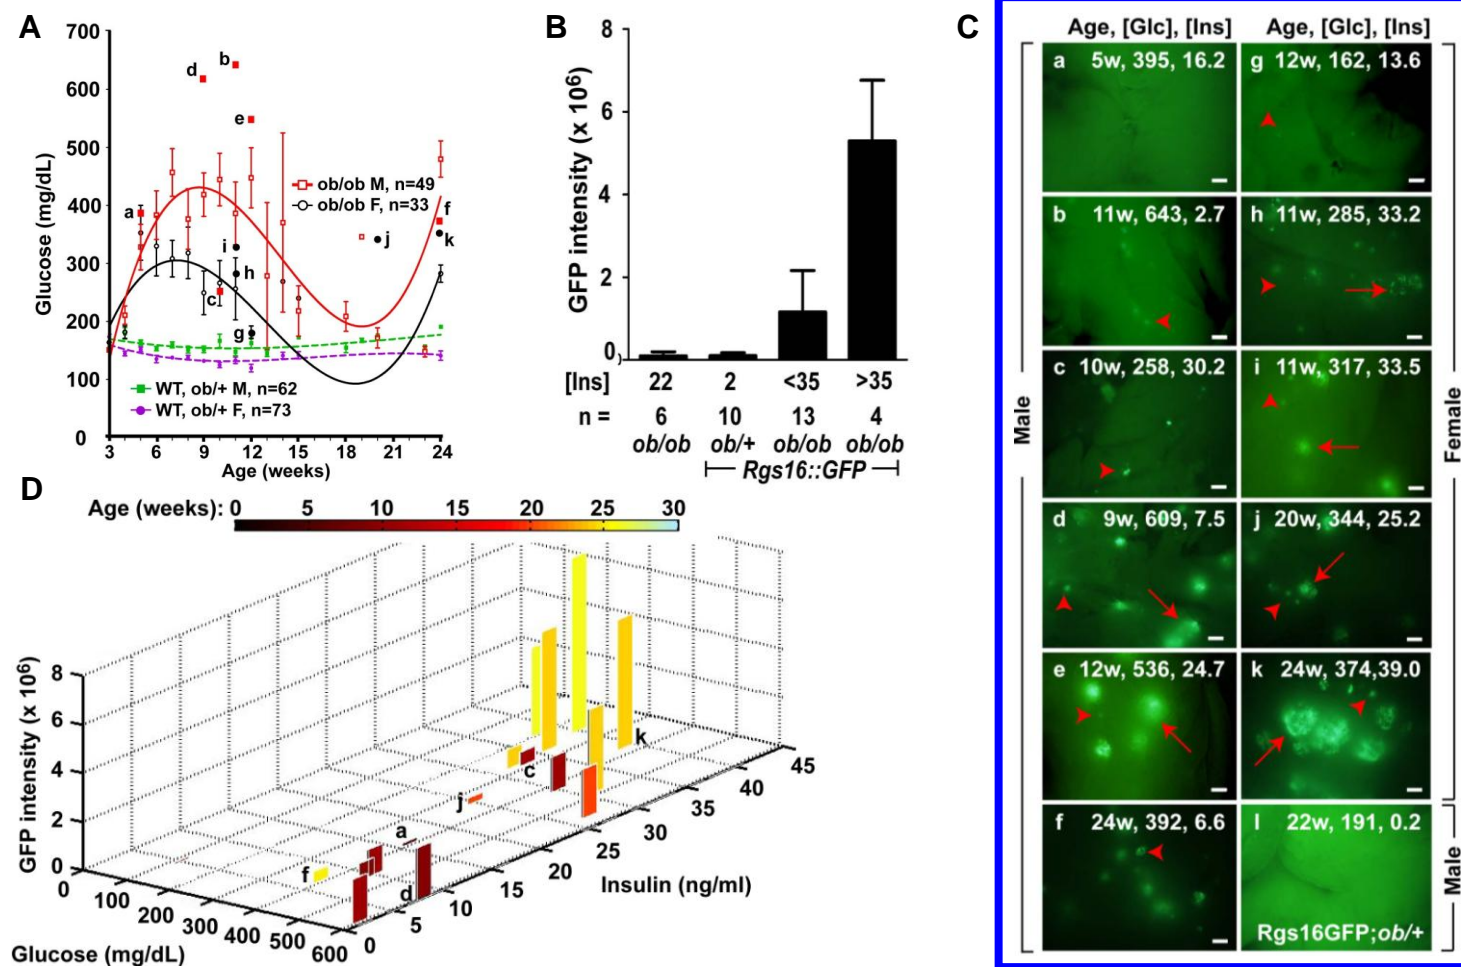 A
700
600
500
400
300
200
100
0
Glucose (mg/dL)
3
6
9
12
15
18
21
24
Age (weeks)
a
b
c
d
e
f
g
h
i
j
k
ob/ob M, n=49
ob/ob F, n=33
WT, ob/+ M, n=62
WT, ob/+ F, n=73
B
8
6
4
2
0
GFP intensity (x 10⁶)
[Ins] 22 2 <35 >35
n = 6 10 13 4
ob/ob ob/+ ob/ob ob/ob
Rgs16::GFP
C
Age, [Glc], [Ins] Age, [Glc], [Ins]
Male
Female
Male
a 5w, 395, 16.2
g 12w, 162, 13.6
b 11w, 643, 2.7
h 11w, 285, 33.2
c 10w, 258, 30.2
i 11w, 317, 33.5
d 9w, 609, 7.5
j 20w, 344, 25.2
e 12w, 536, 24.7
k 24w, 374,39.0
f 24w, 392, 6.6
l 22w, 191, 0.2
Rgs16GFP;ob/+
D
Age (weeks): 0 5 10 15 20 25 30
8
6
4
2
0
GFP intensity (x 10⁶)
0
100
200
300
400
500
600
Glucose (mg/dL)
0
5
10
15
20
25
30
35
40
45
Insulin (ng/ml)
k
c
j
a
f
d